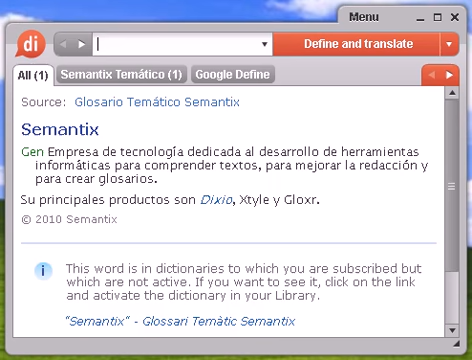 Menu
di
Define and translate
All (1)
Semantix Temático (1)
Google Define
Source: Glosario Temático Semantix
Semantix
Gen Empresa de tecnología dedicada al desarrollo de herramientas
informáticas para comprender textos, para mejorar la redacción y
para crear glosarios.
Su principales productos son Dixio, Xtyle y Gloxr.
© 2010 Semantix
i
This word is in dictionaries to which you are subscribed but
which are not active. If you want to see it, click on the link
and activate the dictionary in your Library.
"Semantix" - Glossari Temàtic Semantix